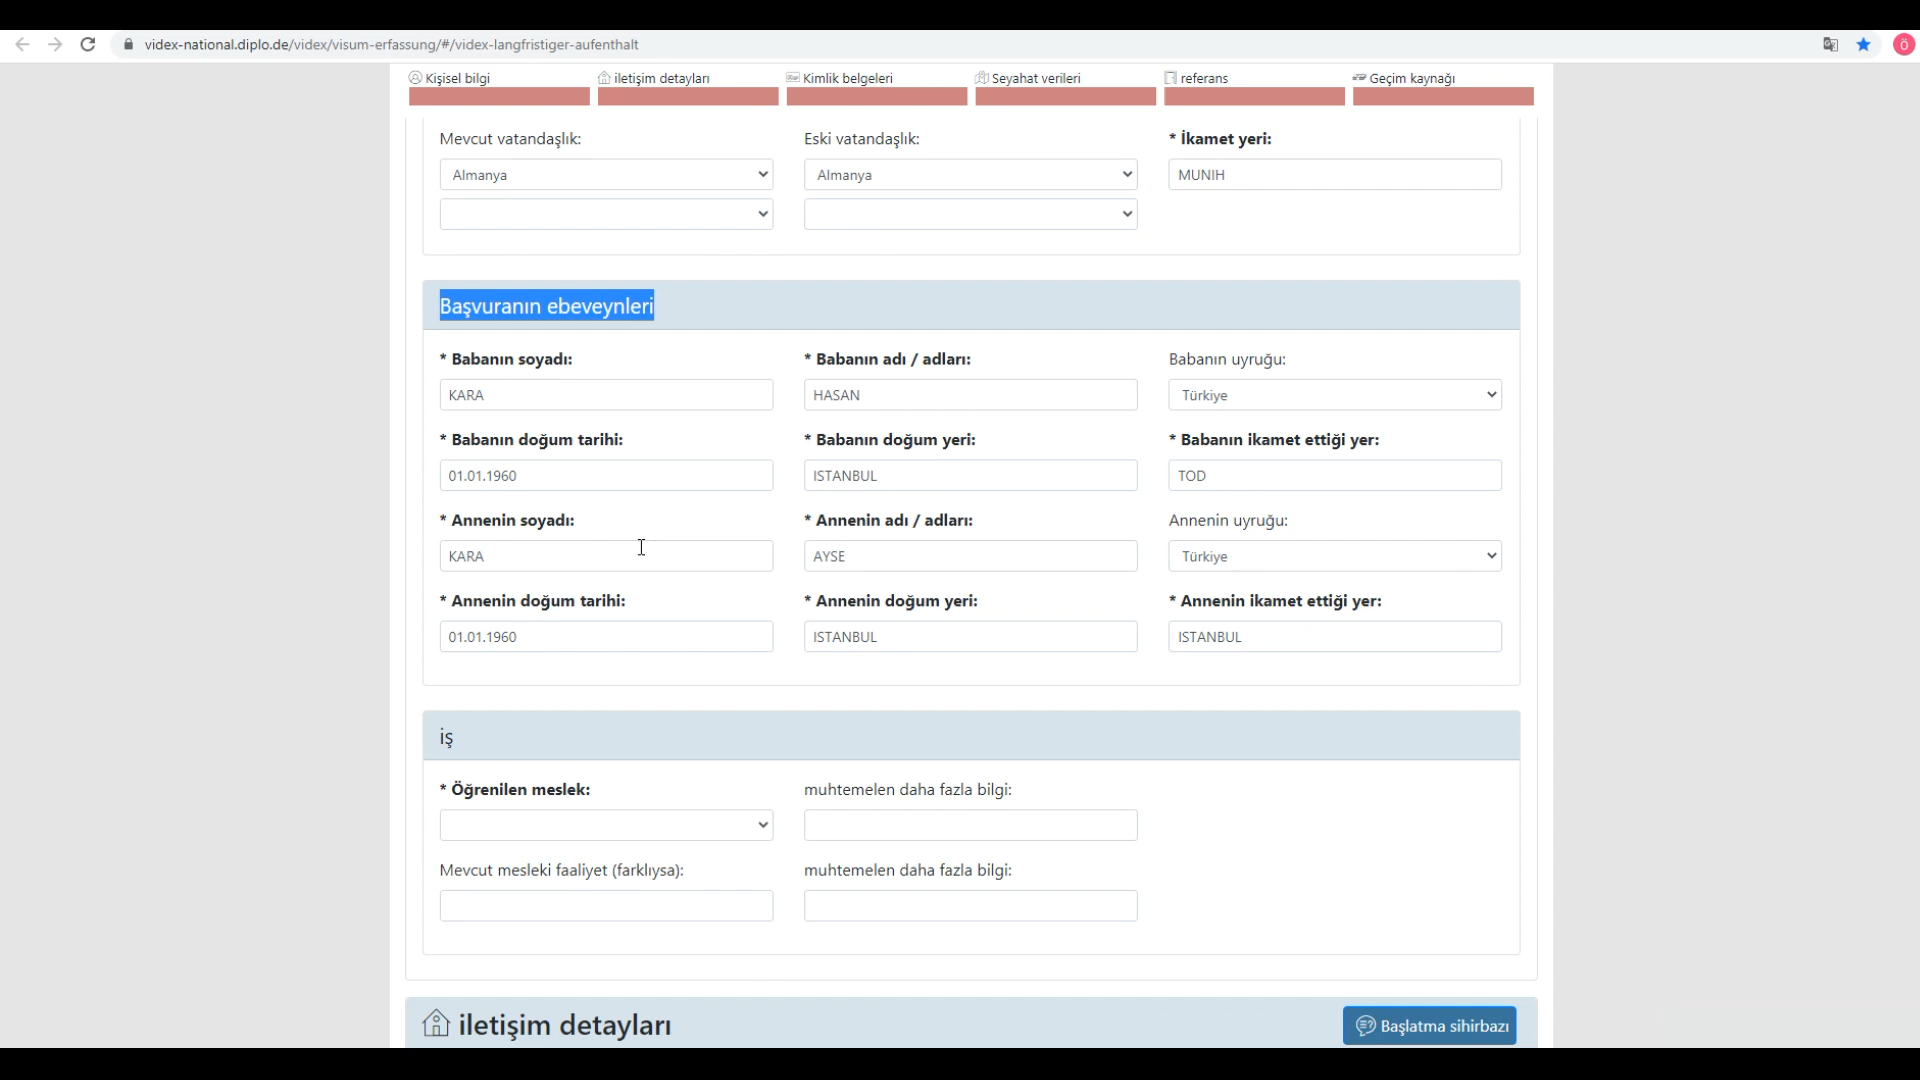 videx-national.diplo.de/videx/visum-erfassung/#/videx-langfristiger-aufenthalt
Ö
Kişisel bilgi
iletişim detayları
Kimlik belgeleri
Seyahat verileri
referans
Geçim kaynağı
Mevcut vatandaşlık:
Eski vatandaşlık:
* İkamet yeri:
Almanya
Almanya
MUNIH
Başvuranın ebeveynleri
* Babanın soyadı:
* Babanın adı / adları:
Babanın uyruğu:
KARA
HASAN
Türkiye
* Babanın doğum tarihi:
* Babanın doğum yeri:
* Babanın ikamet ettiği yer:
01.01.1960
ISTANBUL
TOD
* Annenin soyadı:
* Annenin adı / adları:
Annenin uyruğu:
KARA
AYSE
Türkiye
* Annenin doğum tarihi:
* Annenin doğum yeri:
* Annenin ikamet ettiği yer:
01.01.1960
ISTANBUL
ISTANBUL
iş
* Öğrenilen meslek:
muhtemelen daha fazla bilgi:
Mevcut mesleki faaliyet (farklıysa):
muhtemelen daha fazla bilgi:
iletişim detayları
Başlatma sihirbazı